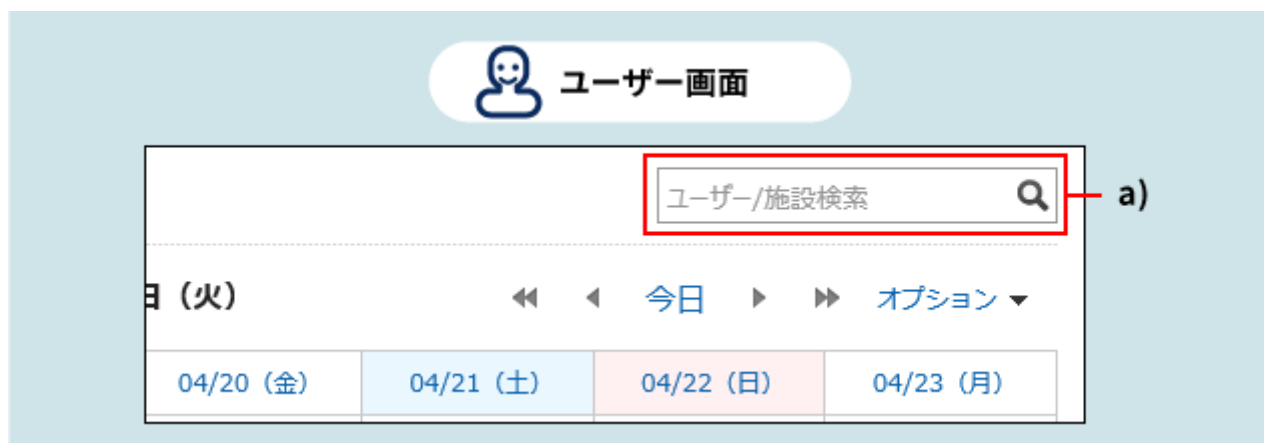 ユーザー画面
ユーザー/施設検索
a)
日（火）
今日
オプション
04/20（金）
04/21（土）
04/22（日）
04/23（月）